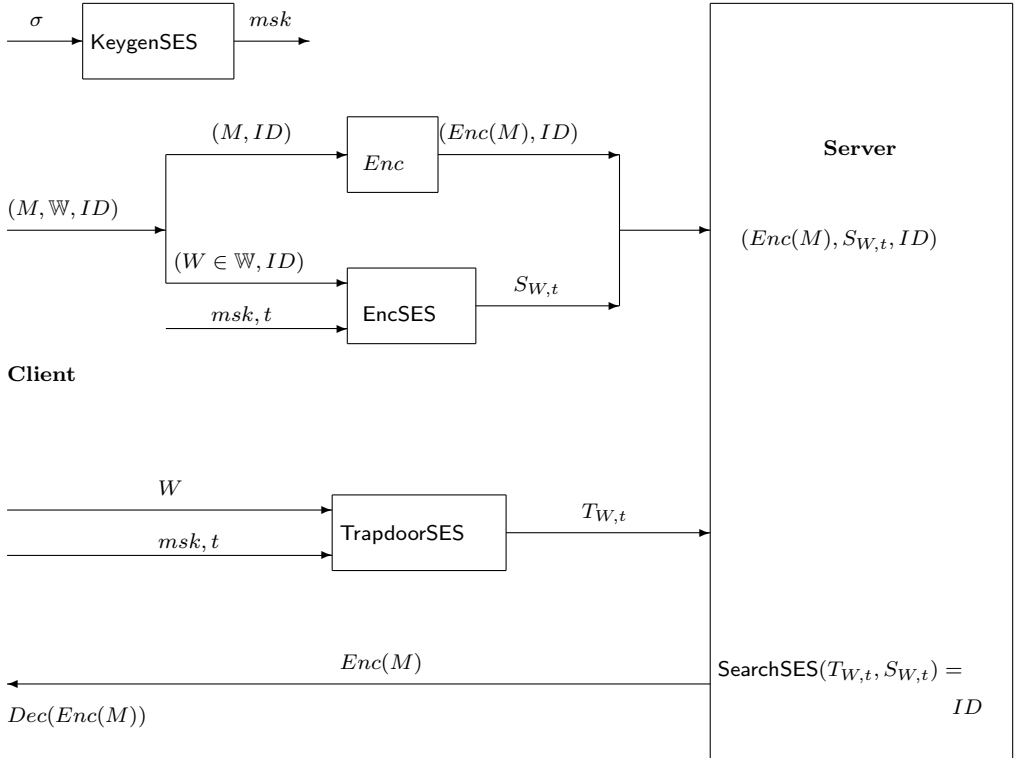 σ
msk
KeygenSES
(M, ID)
(Enc(M), ID)
Enc
Server
(M, 𝕎, ID)
(Enc(M), S_{W,t}, ID)
(W ∈ 𝕎, ID)
S_{W,t}
msk, t
EncSES
Client
W
T_{W,t}
TrapdoorSES
msk, t
Enc(M)
SearchSES(T_{W,t}, S_{W,t}) =
ID
Dec(Enc(M))